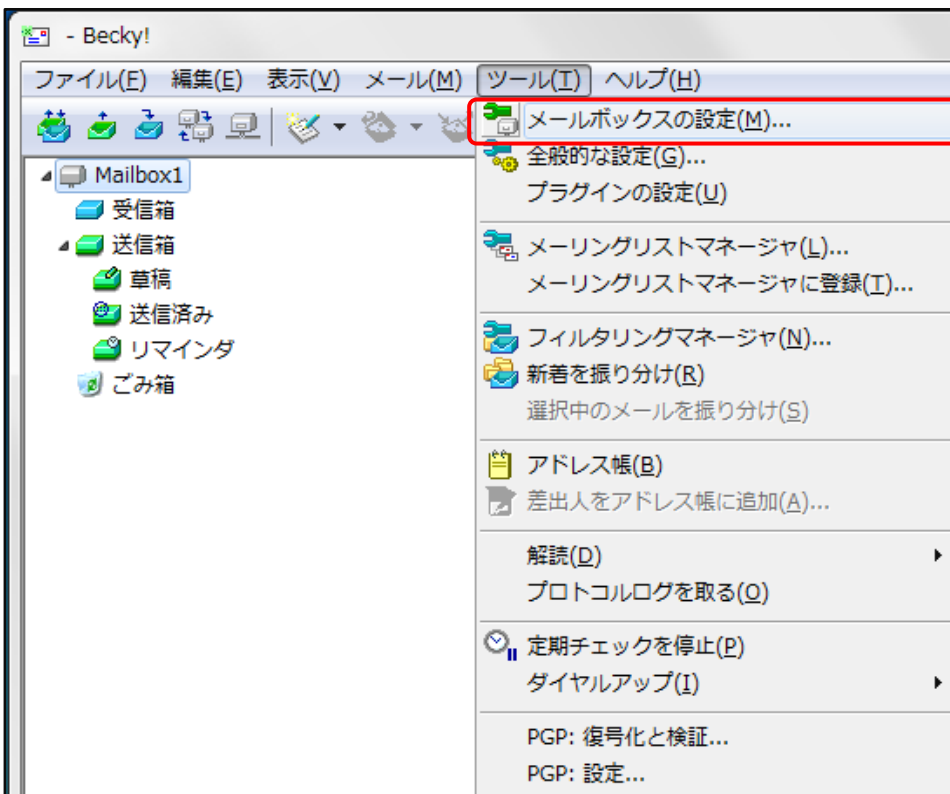 - Becky!
ファイル(F) 編集(E) 表示(V) メール(M) ツール(T) ヘルプ(H)
Mailbox1
受信箱
送信箱
草稿
送信済み
リマインダ
ごみ箱
メールボックスの設定(M)...
全般的な設定(G)...
プラグインの設定(U)
メーリングリストマネージャ(L)...
メーリングリストマネージャに登録(T)...
フィルタリングマネージャ(N)...
新着を振り分け(R)
選択中のメールを振り分け(S)
アドレス帳(B)
差出人をアドレス帳に追加(A)...
解読(D)
プロトコルログを取る(O)
定期チェックを停止(P)
ダイヤルアップ(I)
PGP: 復号化と検証...
PGP: 設定...